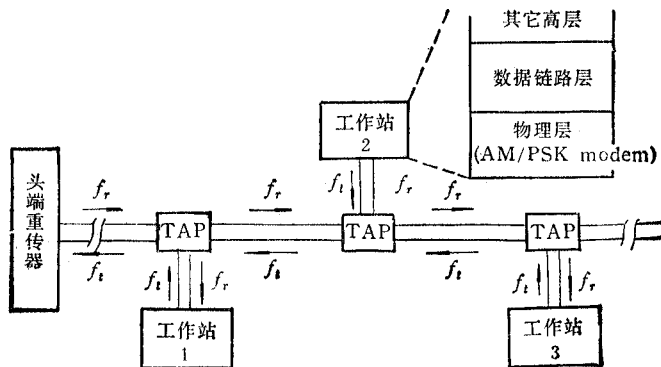 其它高层
数据链路层
物理层
(AM/PSK modem)
工作站
2
头端重传器
f_r
f_r
f_t
f_r
f_r
TAP
TAP
TAP
f_t
f_t
f_t
f_t
f_r
f_t
f_r
工作站
1
工作站
3